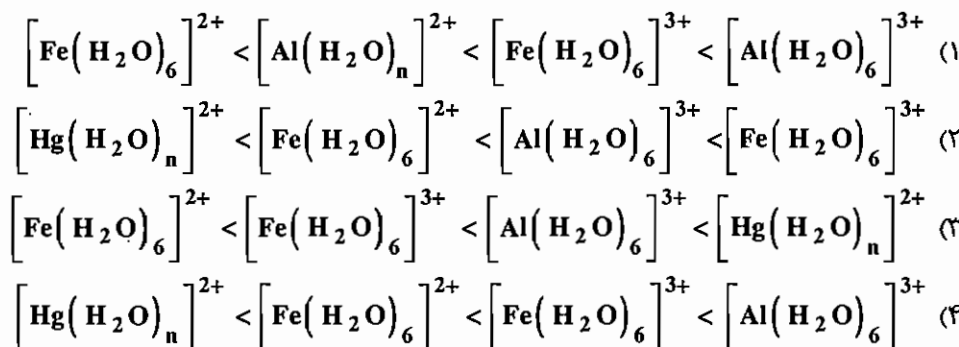 [Fe(H₂O)₆]²⁺ < [Al(H₂O)ₙ]²⁺ < [Fe(H₂O)₆]³⁺ < [Al(H₂O)₆]³⁺ (۱
[Hg(H₂O)ₙ]²⁺ < [Fe(H₂O)₆]²⁺ < [Al(H₂O)₆]³⁺ < [Fe(H₂O)₆]³⁺ (۲
[Fe(H₂O)₆]²⁺ < [Fe(H₂O)₆]³⁺ < [Al(H₂O)₆]³⁺ < [Hg(H₂O)ₙ]²⁺ (۳
[Hg(H₂O)ₙ]²⁺ < [Fe(H₂O)₆]²⁺ < [Fe(H₂O)₆]³⁺ < [Al(H₂O)₆]³⁺ (۴